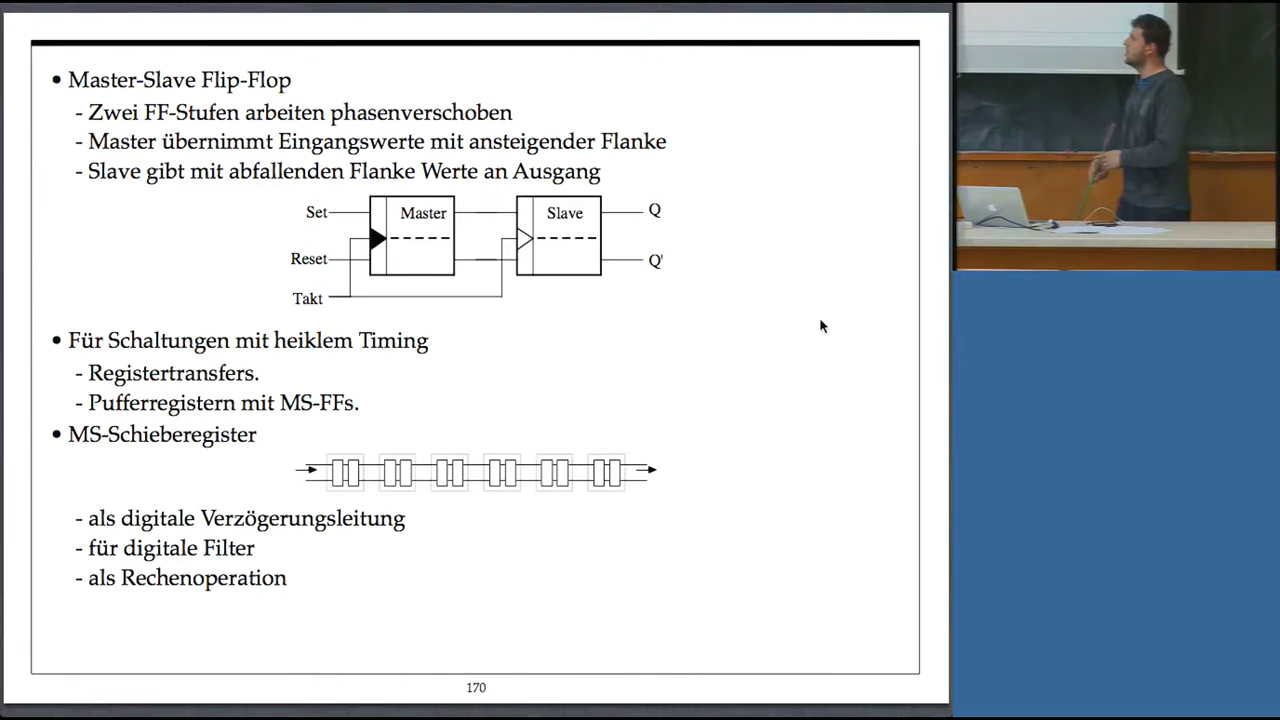 • Master-Slave Flip-Flop
- Zwei FF-Stufen arbeiten phasenverschoben
- Master übernimmt Eingangswerte mit ansteigender Flanke
- Slave gibt mit abfallenden Flanke Werte an Ausgang
Set Master Slave Q
Reset Q'
Takt
• Für Schaltungen mit heiklem Timing
- Registertransfers.
- Pufferregistern mit MS-FFs.
• MS-Schieberegister
- als digitale Verzögerungsleitung
- für digitale Filter
- als Rechenoperation
170